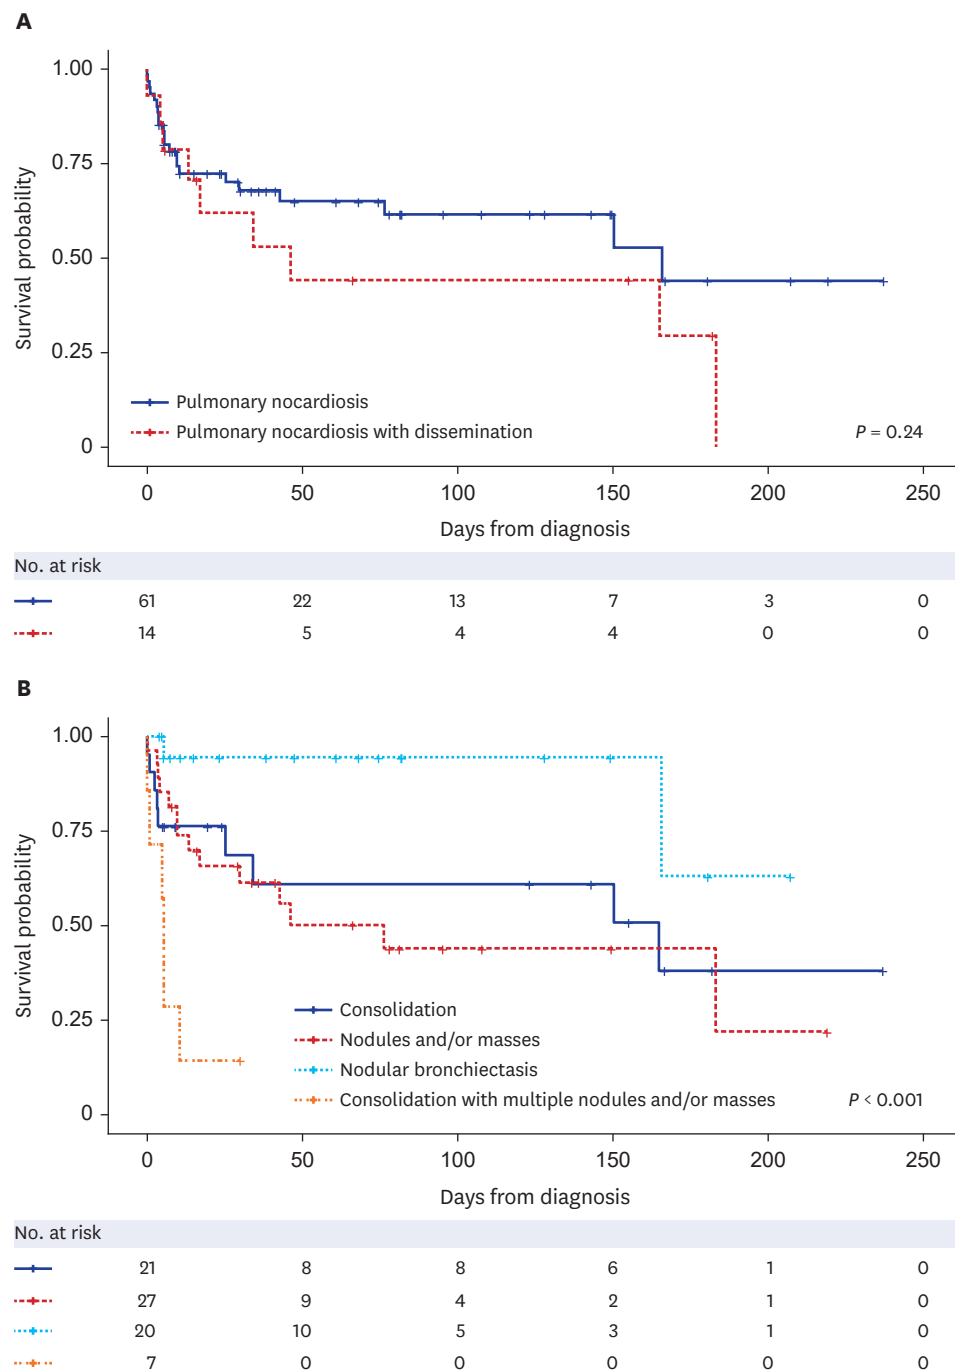 A
1.00
0.75
0.50
0.25
0
Survival probability
Pulmonary nocardiosis
Pulmonary nocardiosis with dissemination
P = 0.24
0 50 100 150 200 250
Days from diagnosis
No. at risk
61 22 13 7 3 0
14 5 4 4 0 0
B
1.00
0.75
0.50
0.25
0
Survival probability
Consolidation
Nodules and/or masses
Nodular bronchiectasis
Consolidation with multiple nodules and/or masses
P < 0.001
0 50 100 150 200 250
Days from diagnosis
No. at risk
21 8 8 6 1 0
27 9 4 2 1 0
20 10 5 3 1 0
7 0 0 0 0 0